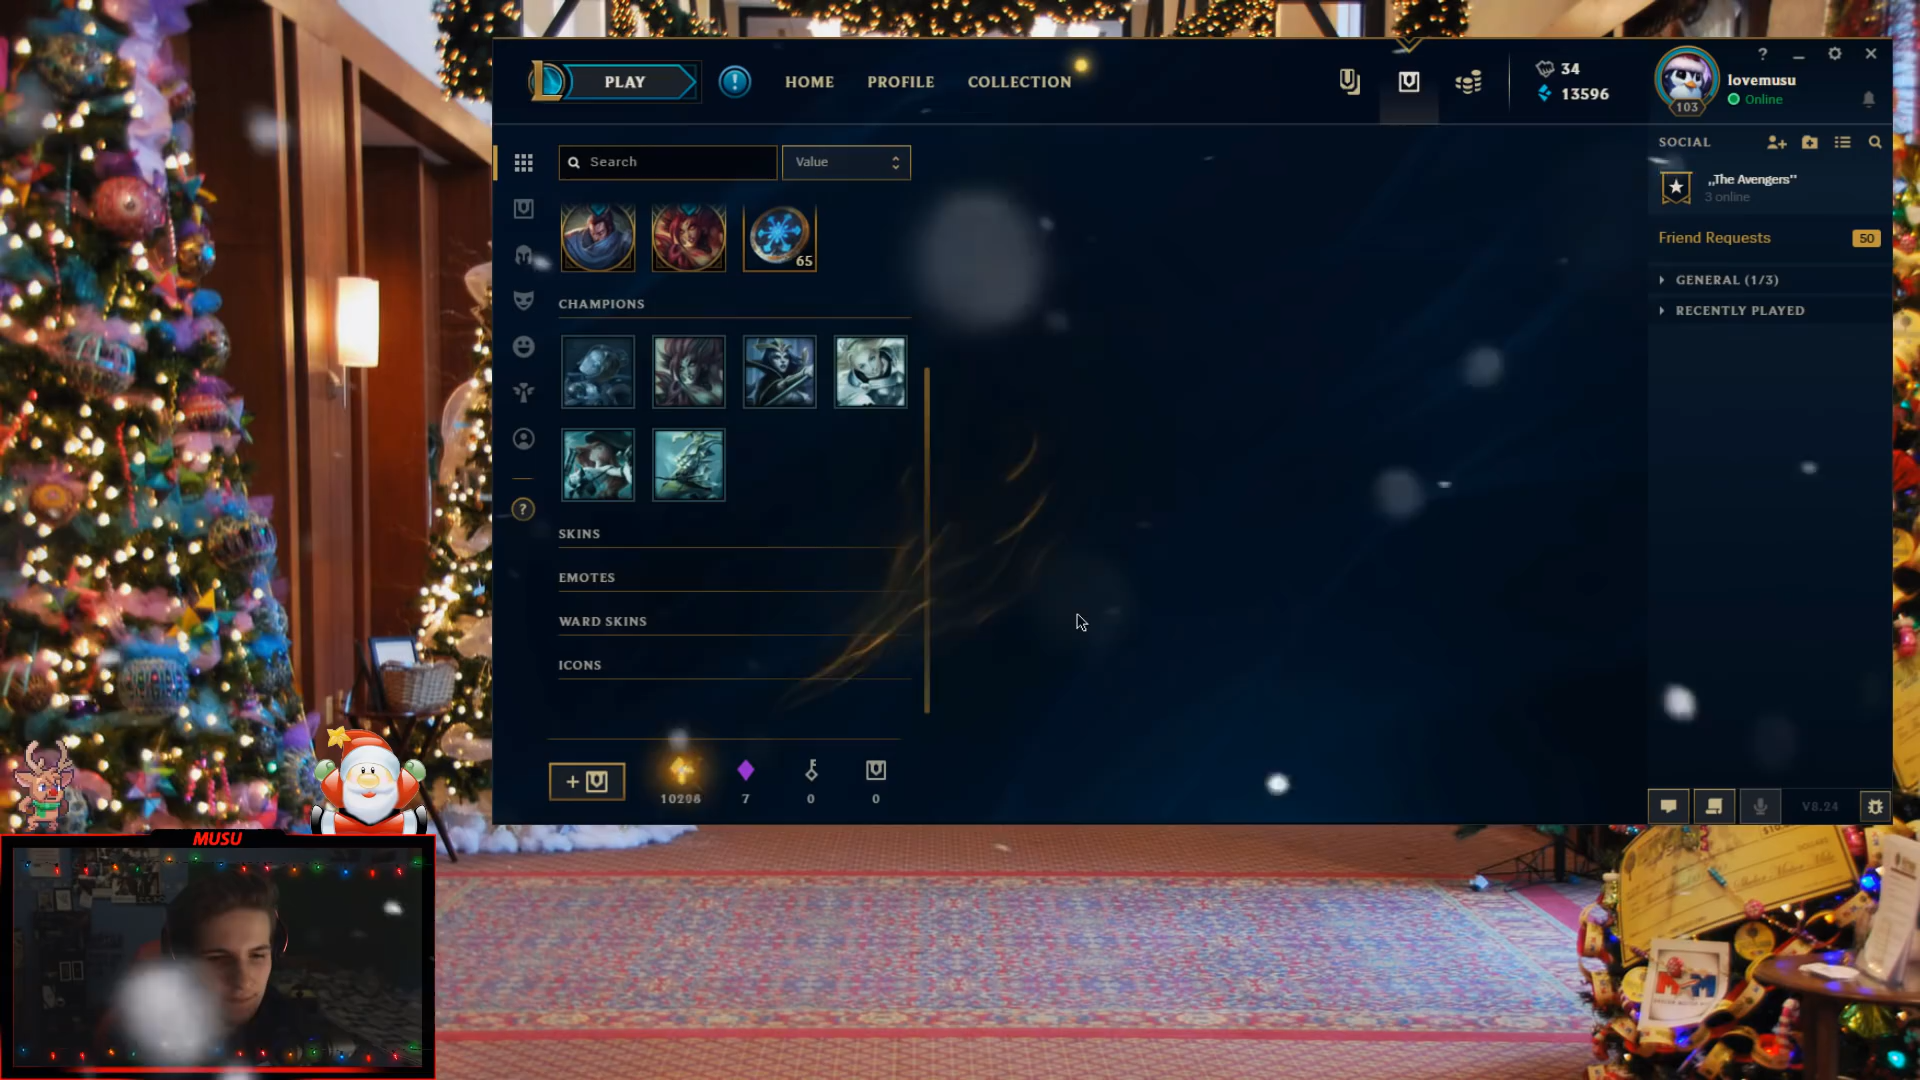 PLAY
HOME
PROFILE
COLLECTION
34
13596
103
lovemusu
Online
Search
Value
SOCIAL
„The Avengers”
3 online
Friend Requests
50
GENERAL (1/3)
RECENTLY PLAYED
65
CHAMPIONS
SKINS
EMOTES
WARD SKINS
ICONS
10296
7
0
0
V8.24
MUSU